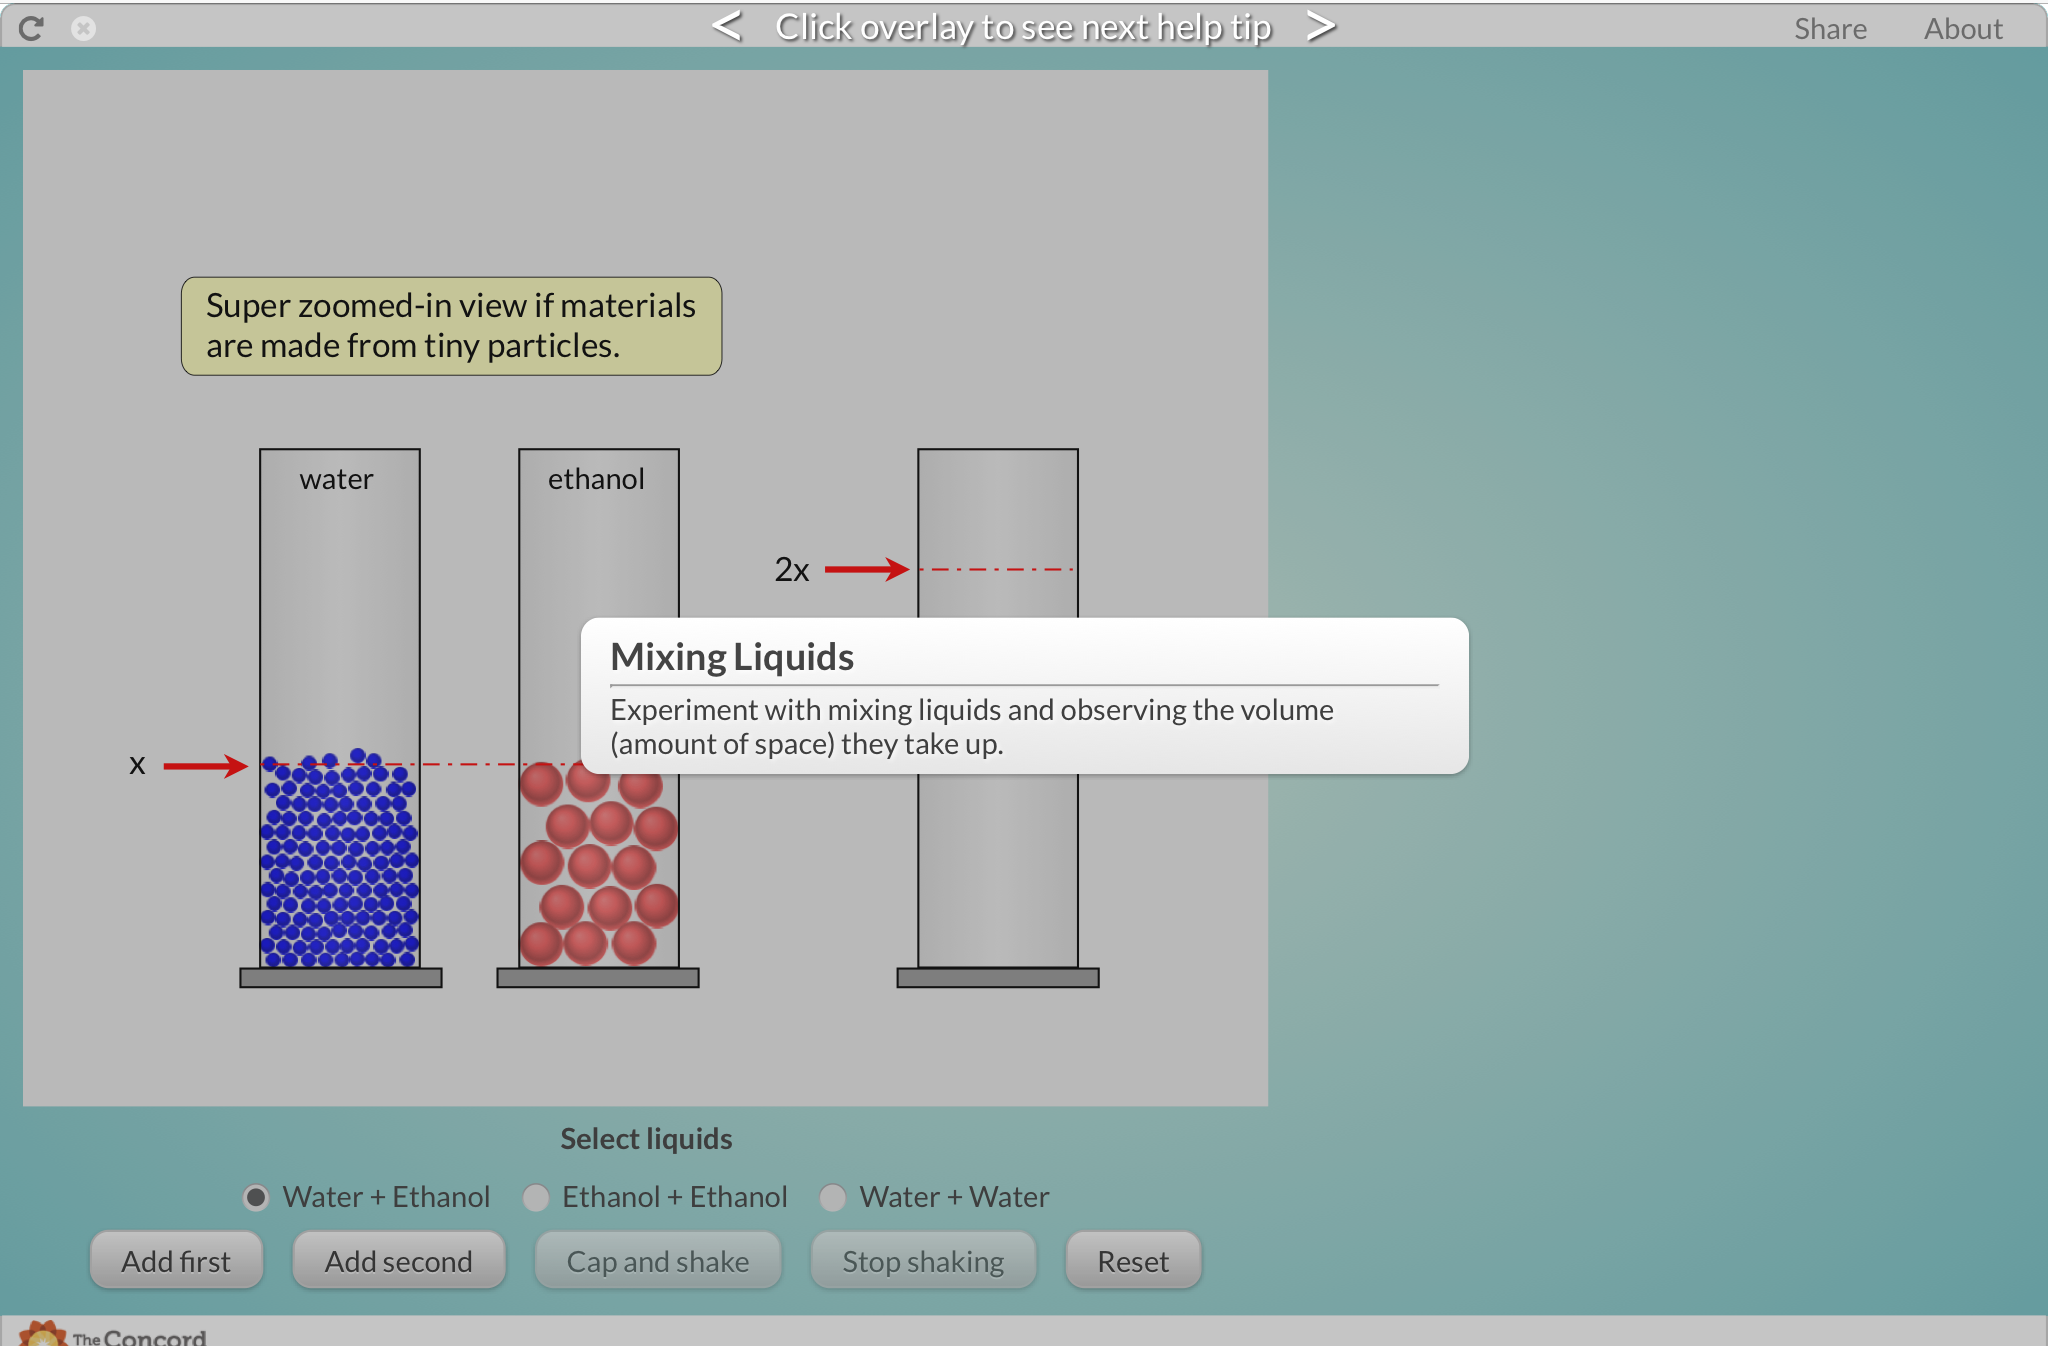 < Click overlay to see next help tip >
Share About
Super zoomed-in view if materials
are made from tiny particles.
water
ethanol
2x
Mixing Liquids
Experiment with mixing liquids and observing the volume
(amount of space) they take up.
x
Select liquids
Water + Ethanol Ethanol + Ethanol Water + Water
Add first Add second Cap and shake Stop shaking Reset
The Concord